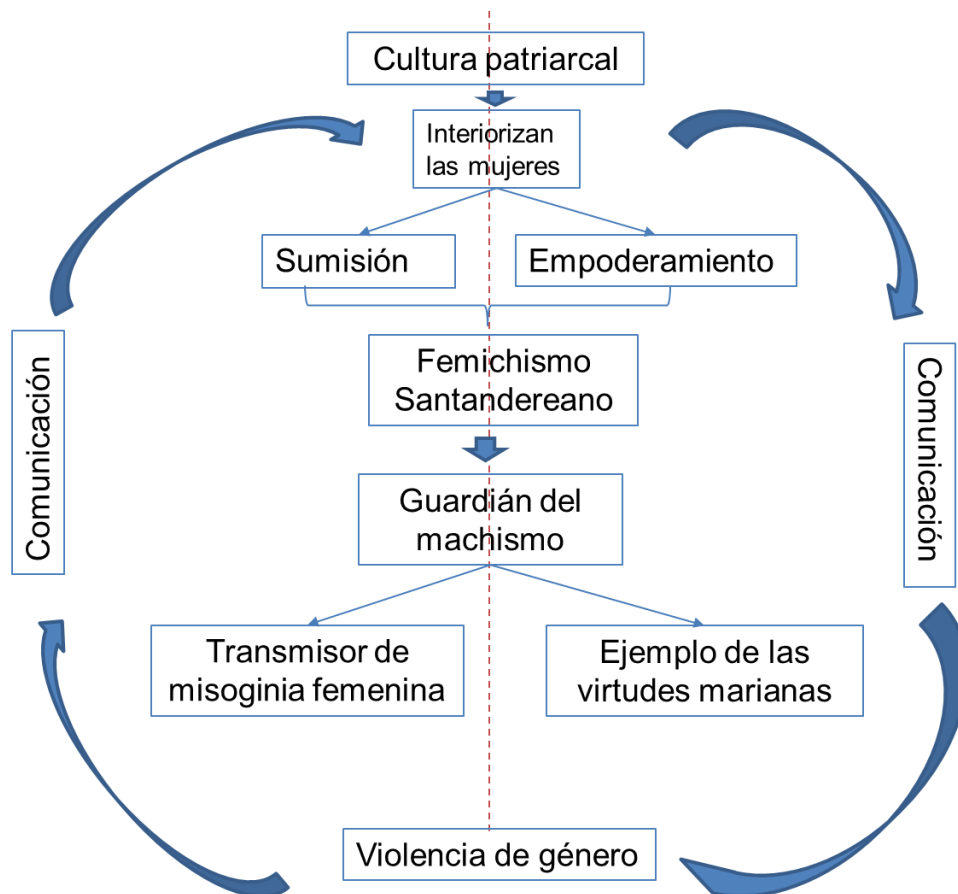 Cultura patriarcal
Interiorizan
las mujeres
Sumisión
Empoderamiento
Femichismo
Santandereano
Comunicación
Comunicación
Guardián del
machismo
Transmisor de
misoginia femenina
Ejemplo de las
virtudes marianas
Violencia de género